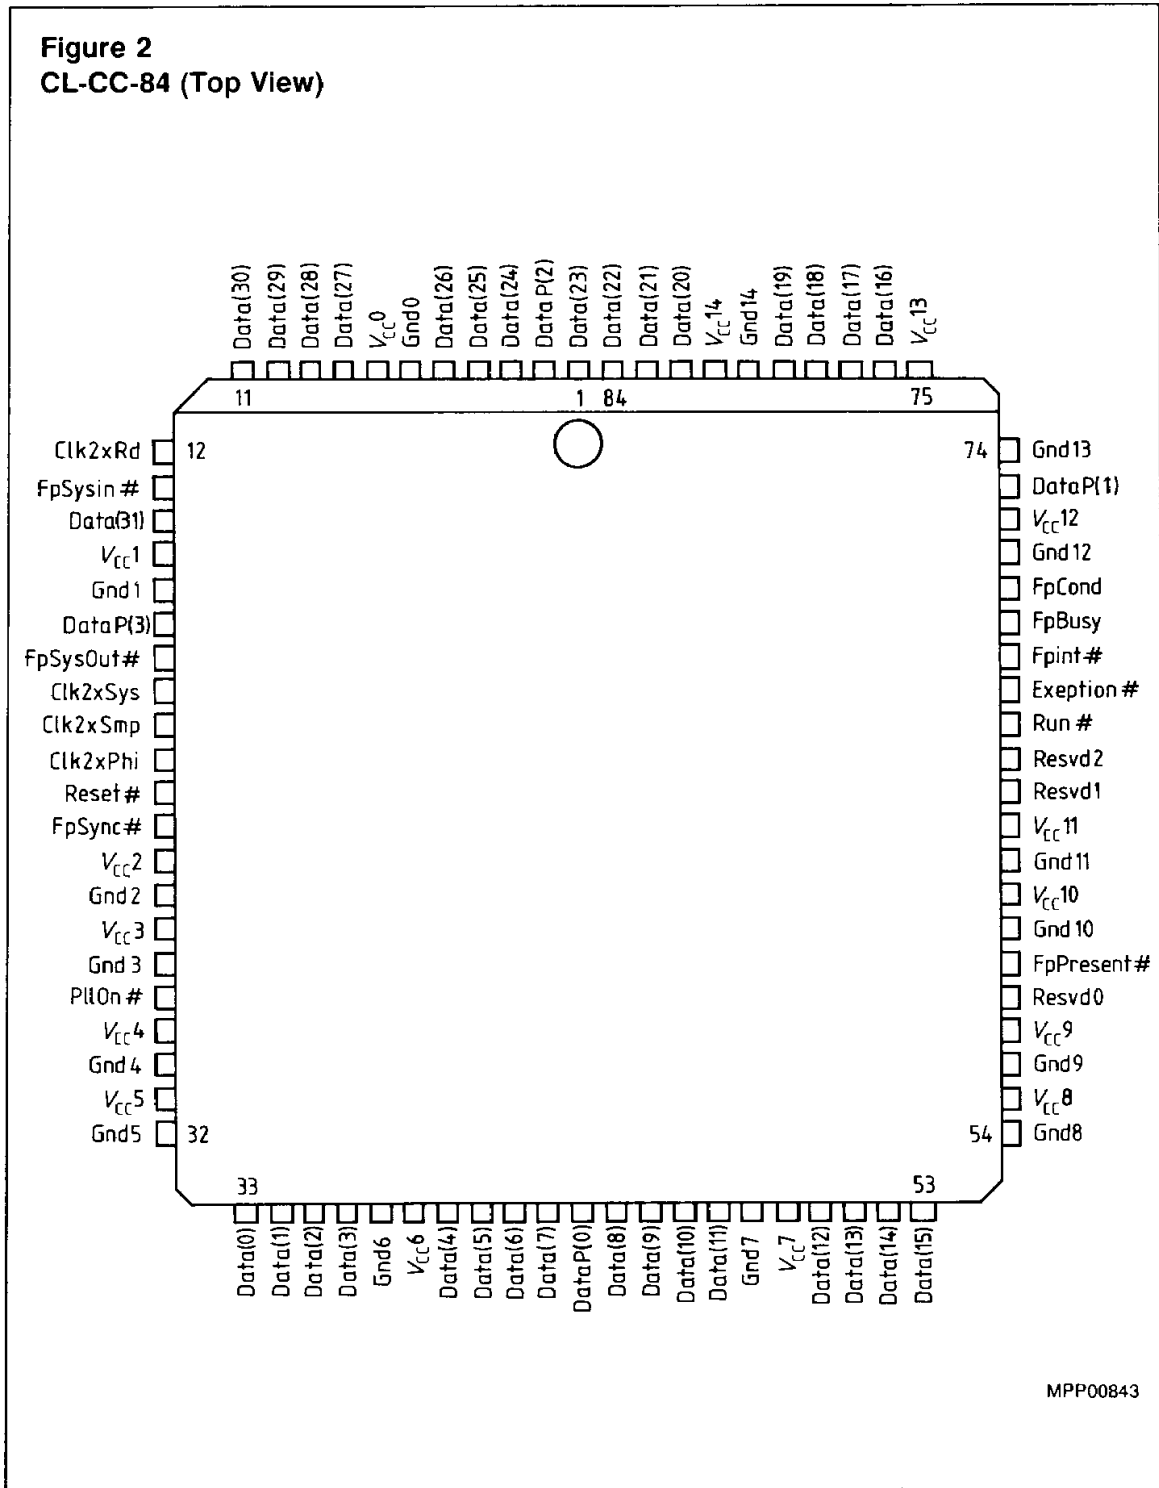 Figure 2
CL-CC-84 (Top View)
Data(30)
Data(29)
Data(28)
Data(27)
VCC0
Gnd0
Data(26)
Data(25)
Data(24)
DataP(2)
Data(23)
Data(22)
Data(21)
Data(20)
VCC14
Gnd14
Data(19)
Data(18)
Data(17)
Data(16)
VCC13
11
1
84
75
Clk2xRd
12
FpSysin#
Data(31)
VCC1
Gnd1
DataP(3)
FpSysOut#
Clk2xSys
Clk2xSmp
Clk2xPhi
Reset#
FpSync#
VCC2
Gnd2
VCC3
Gnd3
PllOn#
VCC4
Gnd4
VCC5
Gnd5
32
74
Gnd13
DataP(1)
VCC12
Gnd12
FpCond
FpBusy
Fpint#
Exeption#
Run#
Resvd2
Resvd1
VCC11
Gnd11
VCC10
Gnd10
FpPresent#
Resvd0
VCC9
Gnd9
VCC8
54
Gnd8
33
53
Data(0)
Data(1)
Data(2)
Data(3)
Gnd6
VCC6
Data(4)
Data(5)
Data(6)
Data(7)
DataP(0)
Data(8)
Data(9)
Data(10)
Data(11)
Gnd7
VCC7
Data(12)
Data(13)
Data(14)
Data(15)
MPP00843